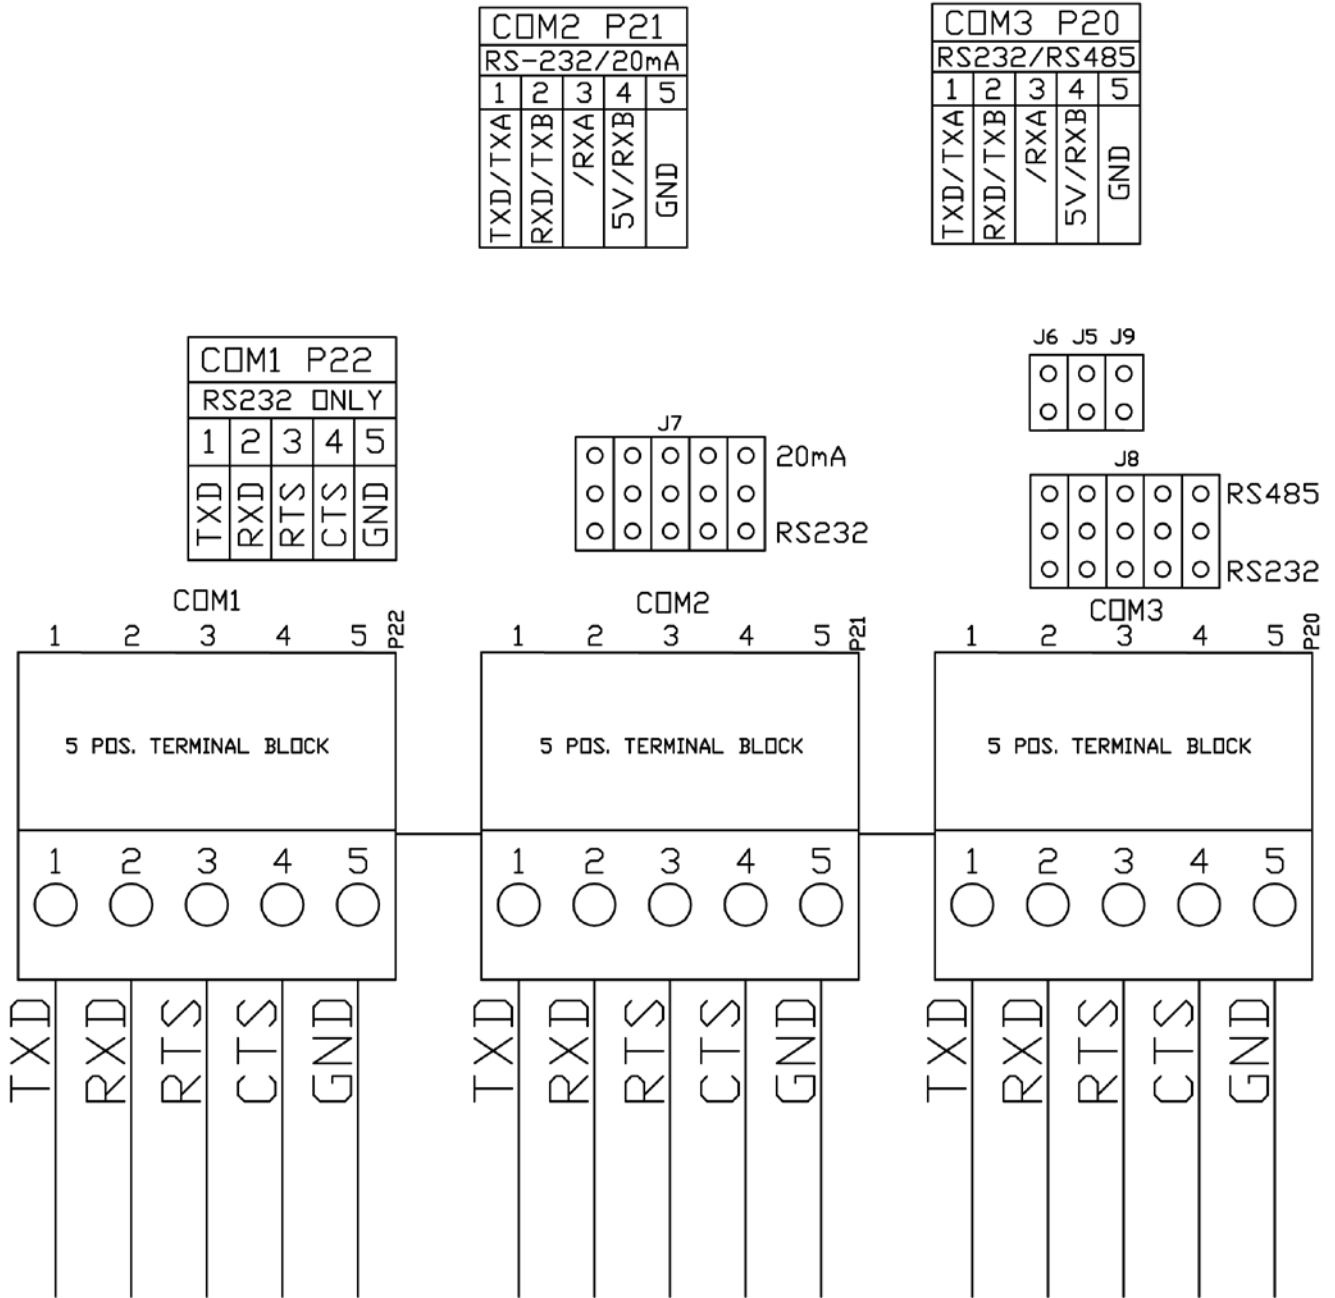 COM2 P21
RS-232/20mA
1 2 3 4 5
TXD/TXA RXD/TXB /RXA 5V/RXB GND
COM3 P20
RS232/RS485
1 2 3 4 5
TXD/TXA RXD/TXB /RXA 5V/RXB GND
COM1 P22
RS232 ONLY
1 2 3 4 5
TXD RXD RTS CTS GND
J7
20mA
RS232
J6 J5 J9
J8
RS485
RS232
COM1
1 2 3 4 5 P22
5 POS. TERMINAL BLOCK
1 2 3 4 5
TXD RXD RTS CTS GND
COM2
1 2 3 4 5 P21
5 POS. TERMINAL BLOCK
1 2 3 4 5
TXD RXD RTS CTS GND
COM3
1 2 3 4 5 P20
5 POS. TERMINAL BLOCK
1 2 3 4 5
TXD RXD RTS CTS GND